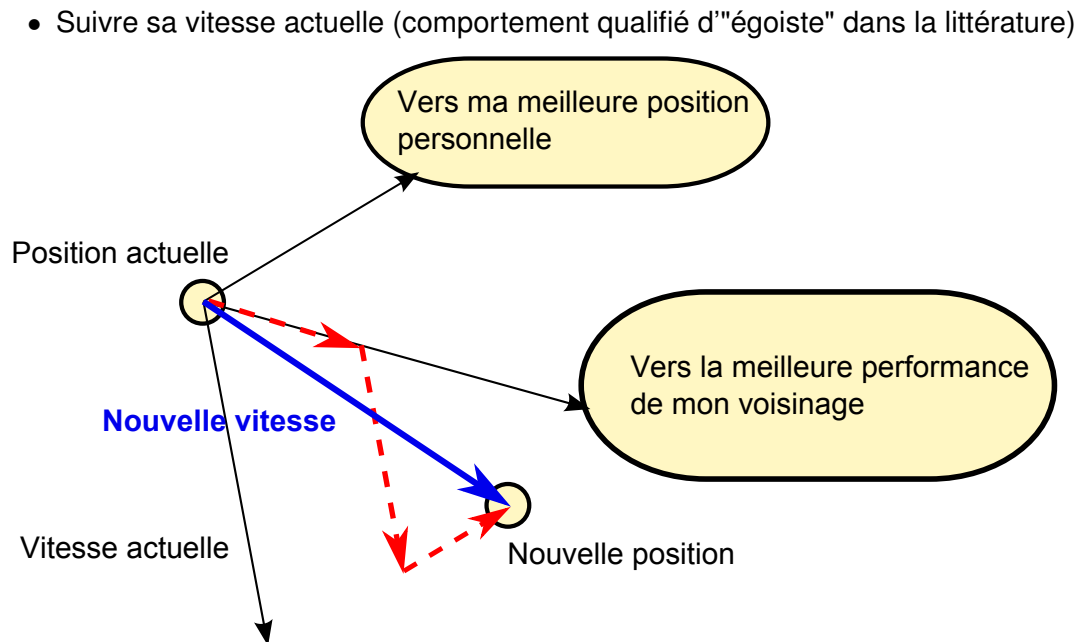 • Suivre sa vitesse actuelle (comportement qualifié d'"égoiste" dans la littérature)
Vers ma meilleure position
personnelle
Position actuelle
Vers la meilleure performance
de mon voisinage
Nouvelle vitesse
Vitesse actuelle
Nouvelle position